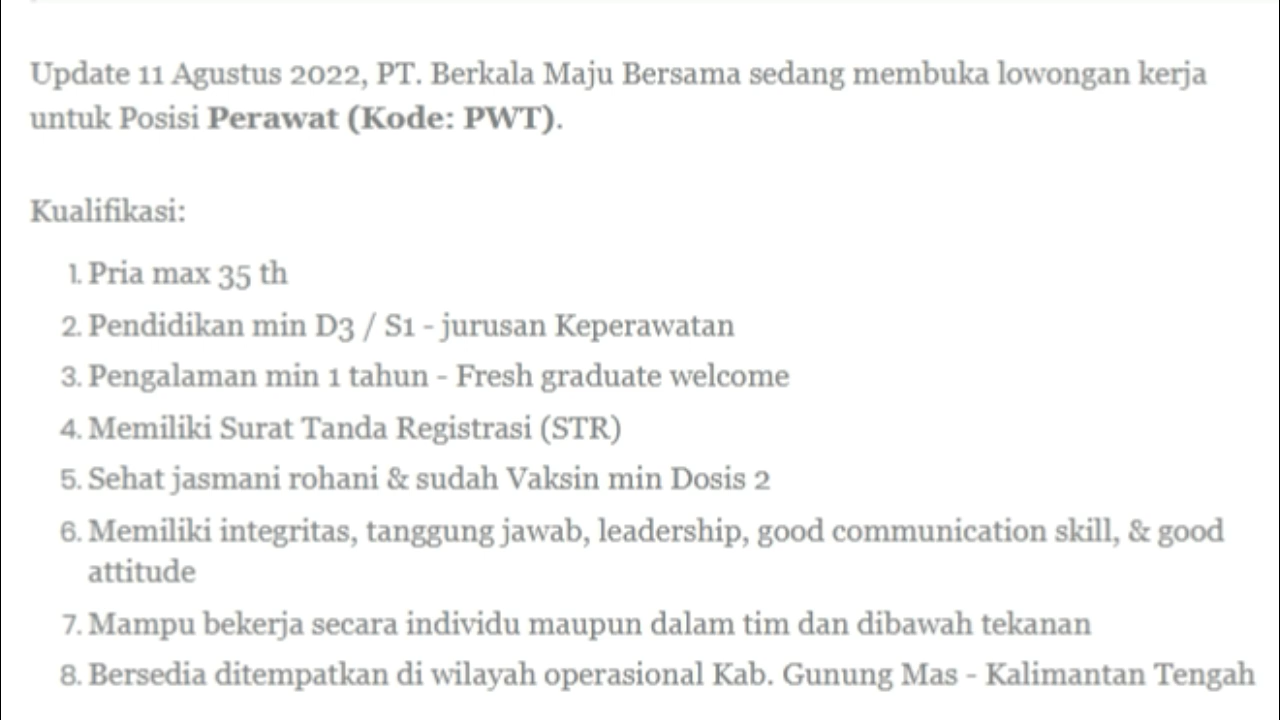 Update 11 Agustus 2022, PT. Berkala Maju Bersama sedang membuka lowongan kerja
untuk Posisi Perawat (Kode: PWT).
Kualifikasi:
1. Pria max 35 th
2. Pendidikan min D3 / S1 - jurusan Keperawatan
3. Pengalaman min 1 tahun - Fresh graduate welcome
4. Memiliki Surat Tanda Registrasi (STR)
5. Sehat jasmani rohani & sudah Vaksin min Dosis 2
6. Memiliki integritas, tanggung jawab, leadership, good communication skill, & good
attitude
7. Mampu bekerja secara individu maupun dalam tim dan dibawah tekanan
8. Bersedia ditempatkan di wilayah operasional Kab. Gunung Mas - Kalimantan Tengah